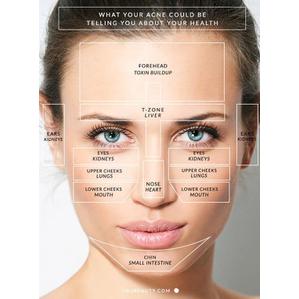 WHAT YOUR ACNE COULD BE
TELLING YOU ABOUT YOUR HEALTH
FOREHEAD
TOXIN BUILDUP
T-ZONE
LIVER
EARS
KIDNEYS
EARS
KIDNEYS
EYES
KIDNEYS
EYES
KIDNEYS
UPPER CHEEKS
LUNGS
UPPER CHEEKS
LUNGS
NOSE
HEART
LOWER CHEEKS
MOUTH
LOWER CHEEKS
MOUTH
CHIN
SMALL INTESTINE